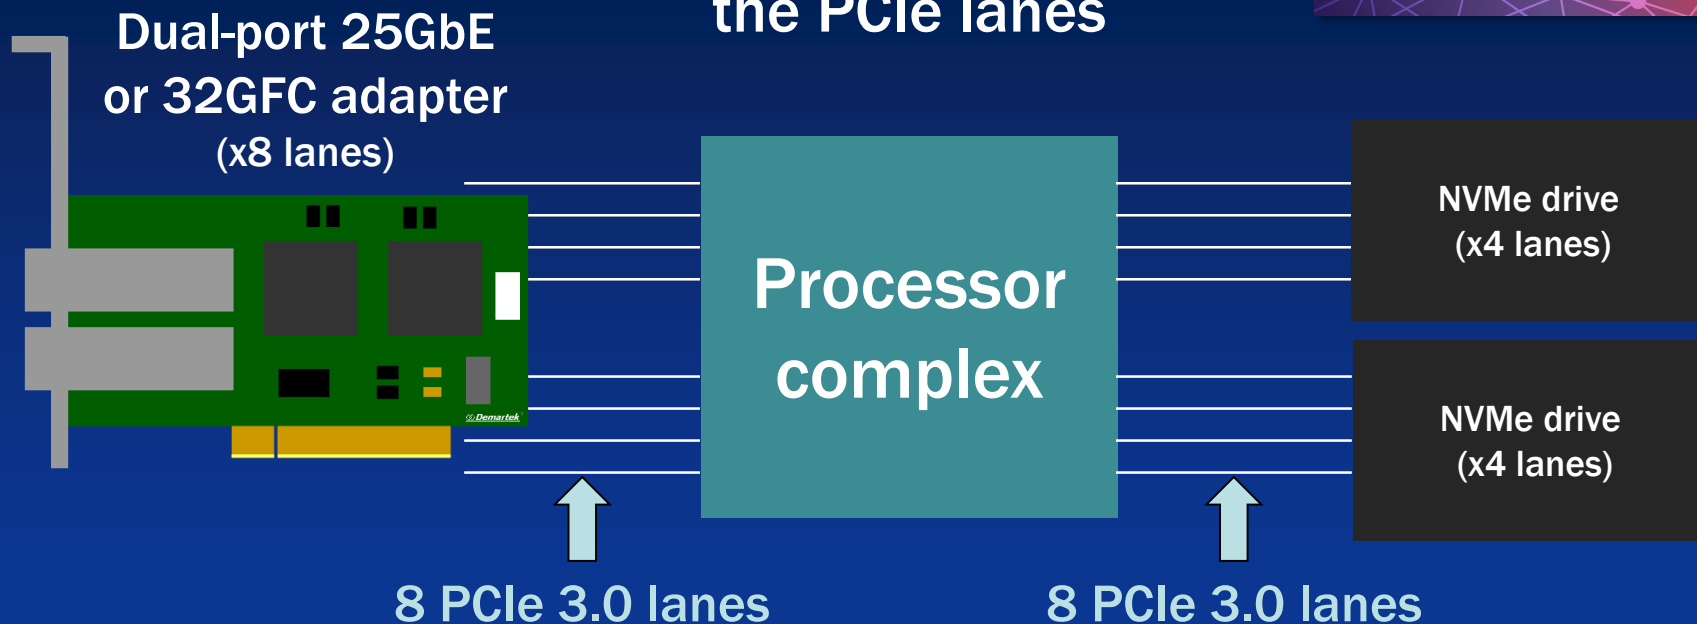 the PCIe lanes
Dual-port 25GbE
or 32GFC adapter
(x8 lanes)
Demartek
Processor
complex
NVMe drive
(x4 lanes)
NVMe drive
(x4 lanes)
8 PCIe 3.0 lanes
8 PCIe 3.0 lanes